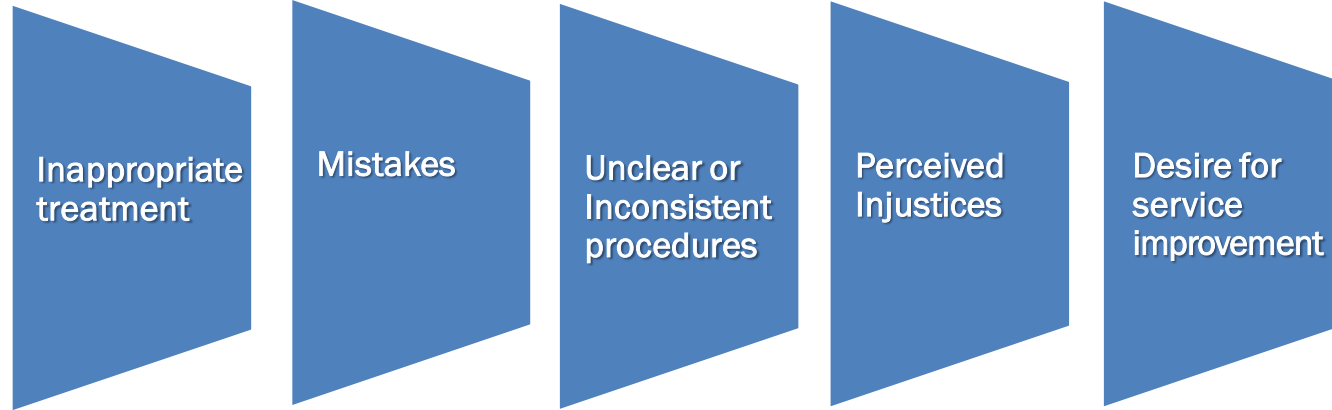 Inappropriate
treatment
Mistakes
Unclear or
Inconsistent
procedures
Perceived
Injustices
Desire for
service
improvement